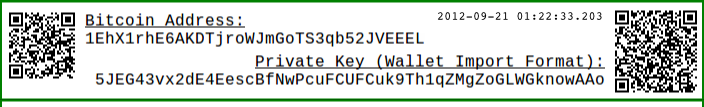 Bitcoin Address: 2012-09-21 01:22:33.203
1EhX1rhE6AKDTjroWJmGoTS3qb52JVEEEL
Private Key (Wallet Import Format):
5JEG43vx2dE4EescBfNwPcuFCUFCuk9Th1qZMgZoGLWGknowAAo